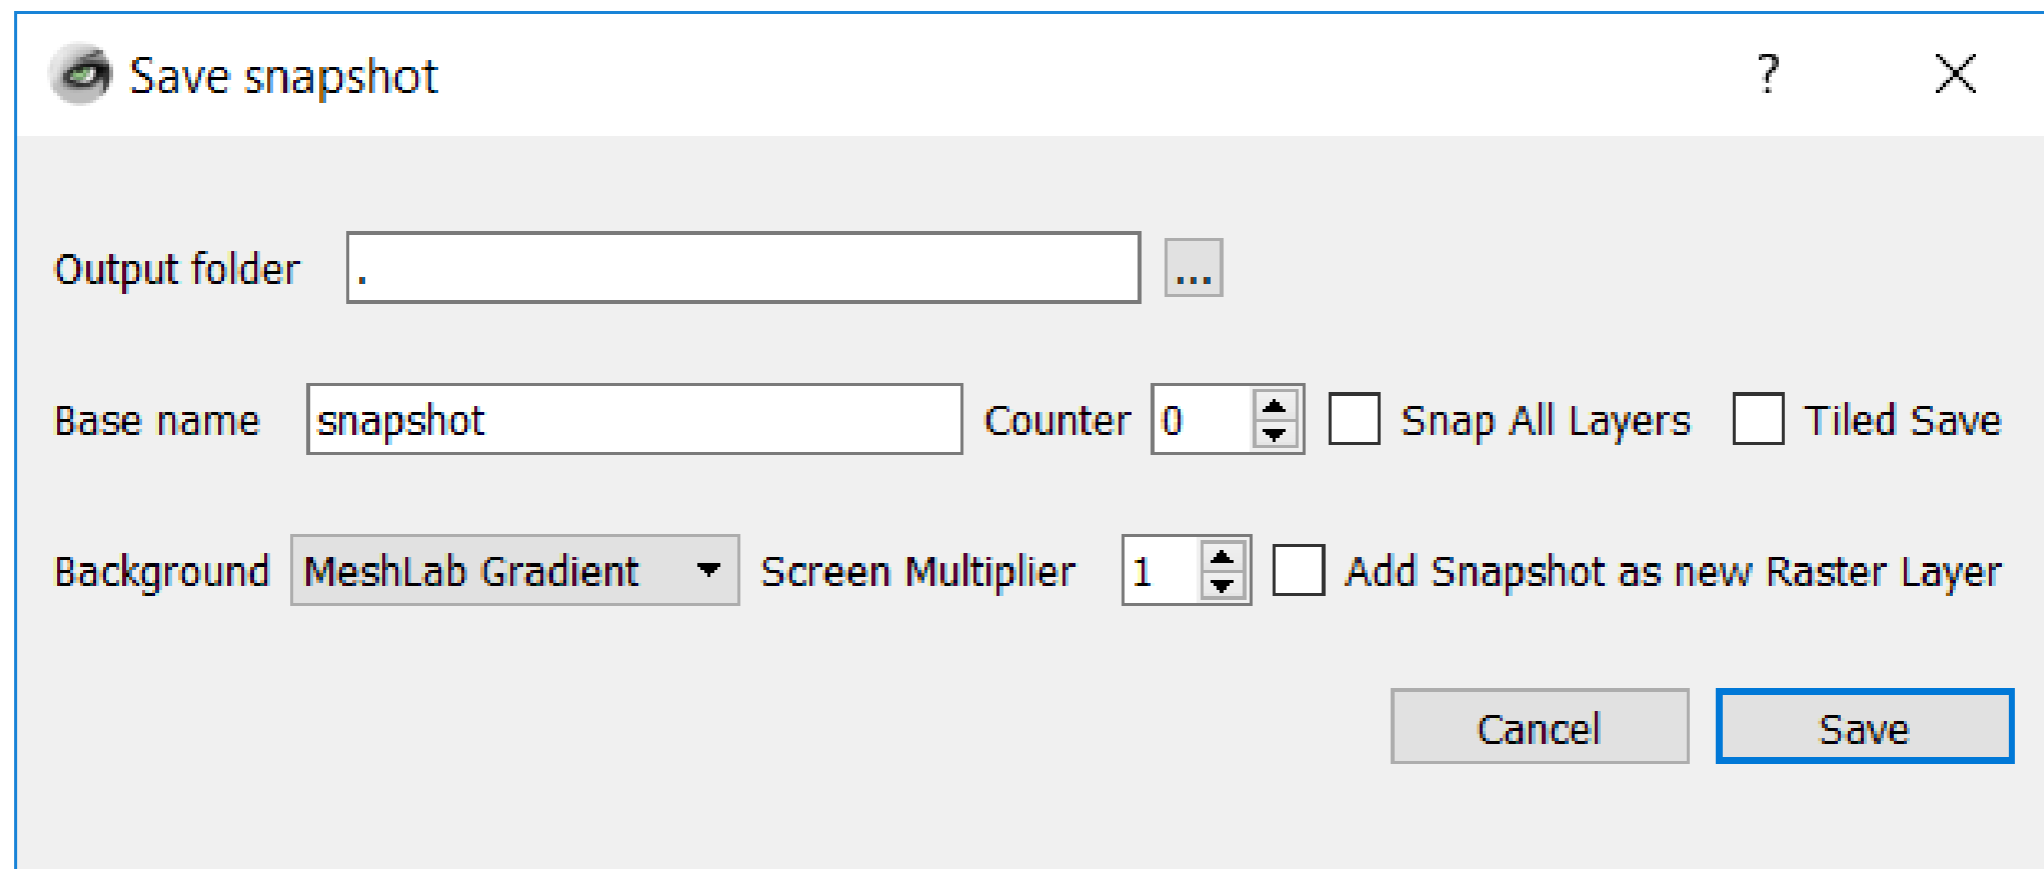 Save snapshot ?
Output folder . ...
Base name snapshot Counter 0 Snap All Layers Tiled Save
Background MeshLab Gradient Screen Multiplier 1 Add Snapshot as new Raster Layer
Cancel Save